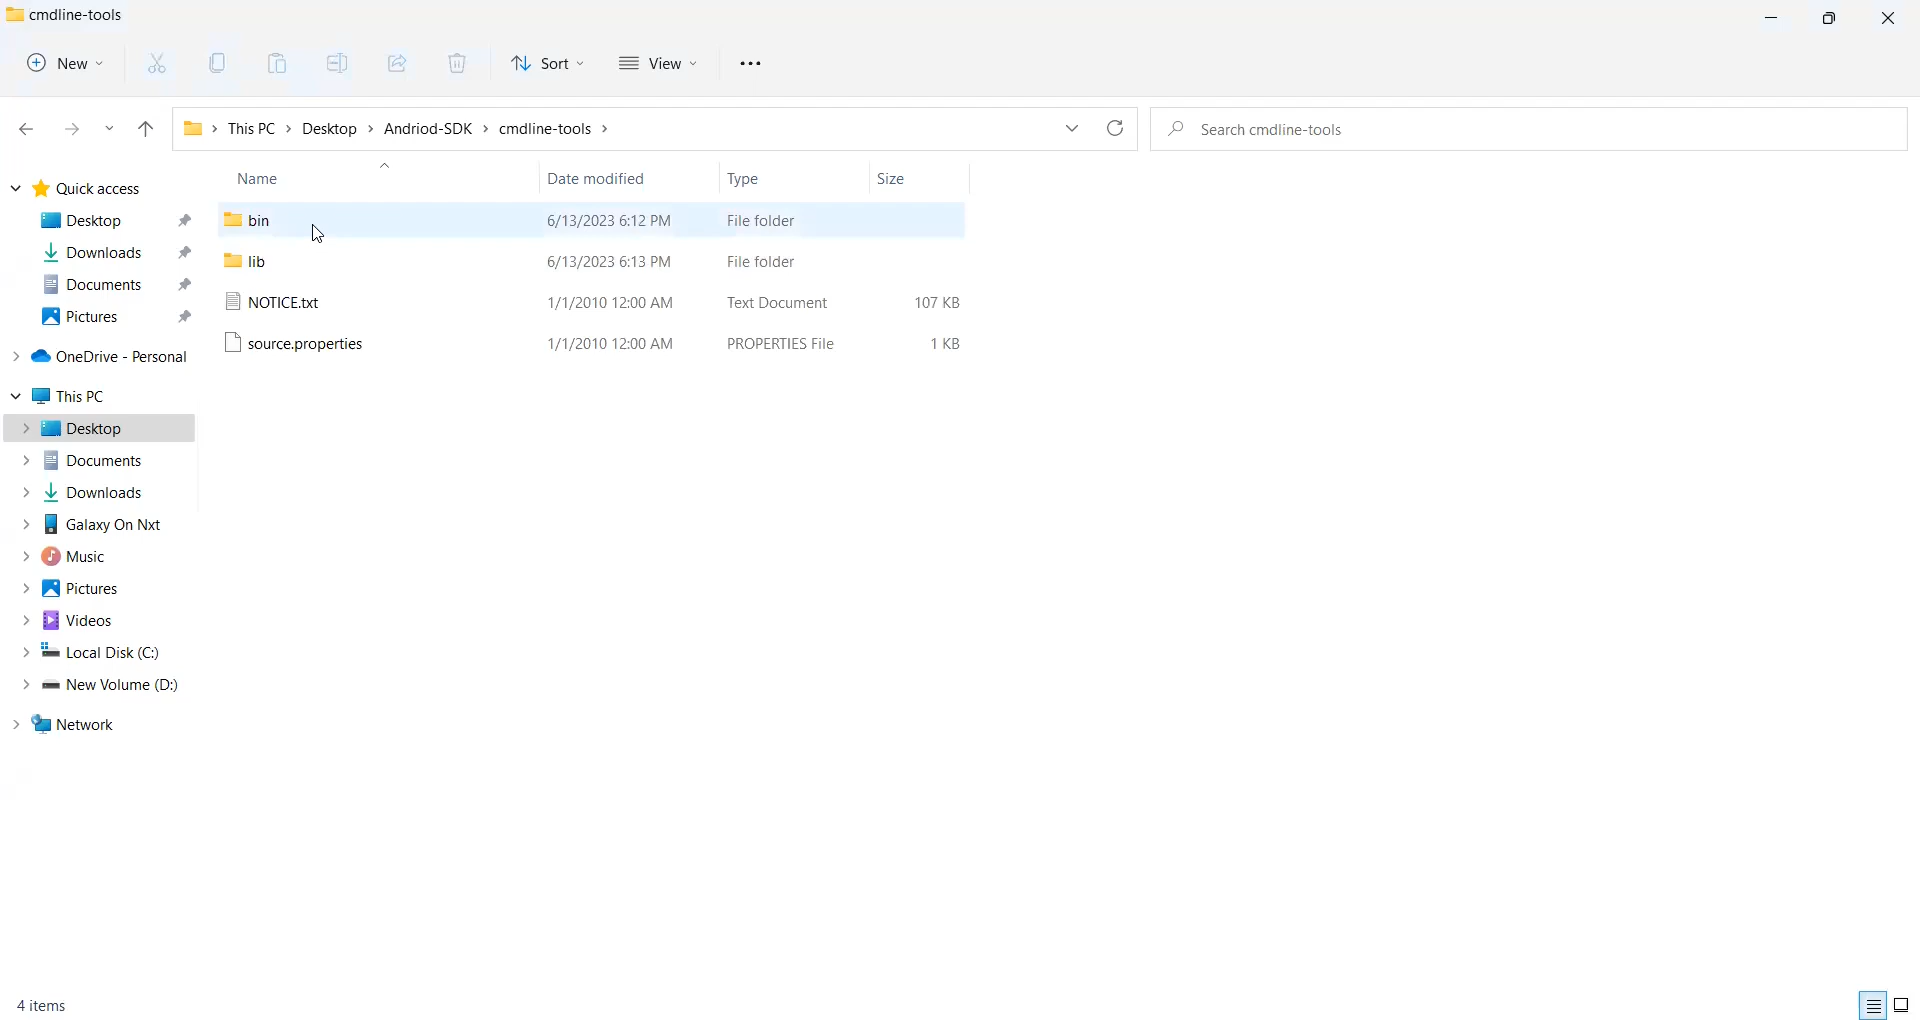 cmdline-tools
New
Sort
View
This PC > Desktop > Andriod-SDK > cmdline-tools >
Search cmdline-tools
Name Date modified Type Size
bin 6/13/2023 6:12 PM File folder
lib 6/13/2023 6:13 PM File folder
NOTICE.txt 1/1/2010 12:00 AM Text Document 107 KB
source.properties 1/1/2010 12:00 AM PROPERTIES File 1 KB
Quick access
Desktop
Downloads
Documents
Pictures
OneDrive - Personal
This PC
Desktop
Documents
Downloads
Galaxy On Nxt
Music
Pictures
Videos
Local Disk (C:)
New Volume (D:)
Network
4 items